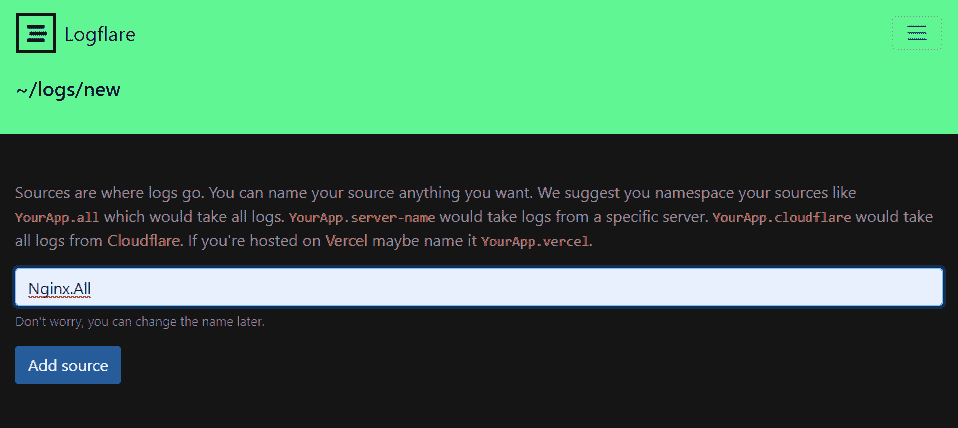 Logflare
~/logs/new
Sources are where logs go. You can name your source anything you want. We suggest you namespace your sources like
YourApp.all which would take all logs. YourApp.server-name would take logs from a specific server. YourApp.cloudflare would take
all logs from Cloudflare. If you're hosted on Vercel maybe name it YourApp.vercel.
Nginx.All
Don't worry, you can change the name later.
Add source